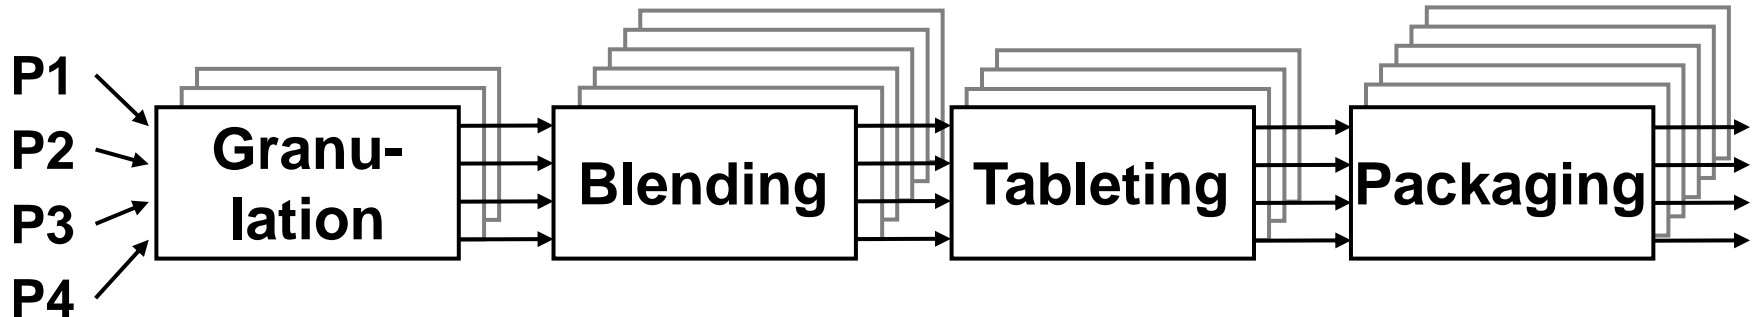 P1
P2
P3
P4
Granu-
lation
Blending
Tableting
Packaging